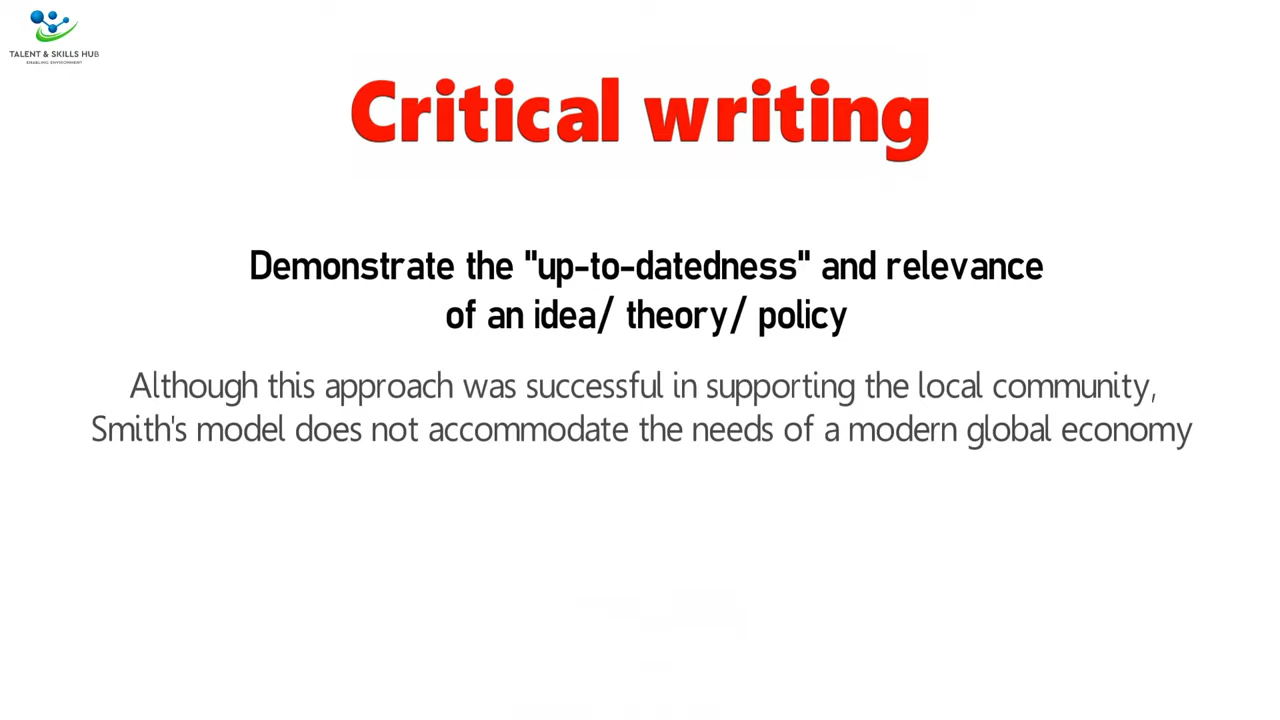 TALENT & SKILLS HUB
ENABLING ENVIRONMENT
Critical writing
Demonstrate the "up-to-datedness" and relevance
of an idea/ theory/ policy
Although this approach was successful in supporting the local community,
Smith's model does not accommodate the needs of a modern global economy